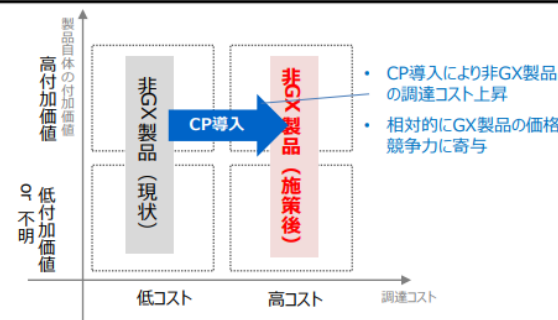 製品自体の付加価値
高付加価値
低付加価値
or 不明
非GX製品（現状）
CP導入
非GX製品（施策後）
• CP導入により非GX製品
の調達コスト上昇
• 相対的にGX製品の価格
競争力に寄与
低コスト
高コスト
調達コスト